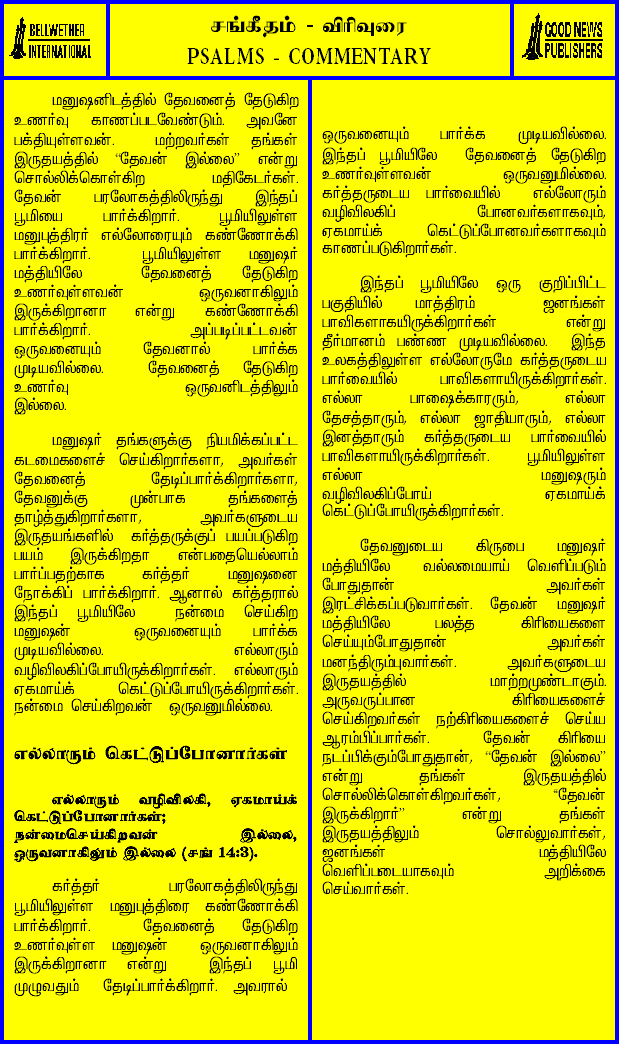 BELLWETHER
INTERNATIONAL
சங்கீதம் - விரிவுரை
PSALMS - COMMENTARY
GOOD NEWS
PUBLISHERS
மனுஷனிடத்தில் தேவனைத் தேடுகிற
உணர்வு காணப்படவேண்டும். அவனே
பக்தியுள்ளவன். மற்றவர்கள் தங்கள்
இருதயத்தில் “தேவன் இல்லை” என்று
சொல்லிக்கொள்கிற மதிகேடர்கள்.
தேவன் பரலோகத்திலிருந்து இந்தப்
பூமியை பார்க்கிறார். பூமியிலுள்ள
மனுபுத்திரர் எல்லோரையும் கண்ணோக்கி
பார்க்கிறார். பூமியிலுள்ள மனுஷர்
மத்தியிலே தேவனைத் தேடுகிற
உணர்வுள்ளவன் ஒருவனாகிலும்
இருக்கிறானா என்று கண்ணோக்கி
பார்க்கிறார். அப்படிப்பட்டவன்
ஒருவனையும் தேவனால் பார்க்க
முடியவில்லை. தேவனைத் தேடுகிற
உணர்வு ஒருவனிடத்திலும்
இல்லை.
மனுஷர் தங்களுக்கு நியமிக்கப்பட்ட
கடமைகளைச் செய்கிறார்களா, அவர்கள்
தேவனைத் தேடிப்பார்க்கிறார்களா,
தேவனுக்கு முன்பாக தங்களைத்
தாழ்த்துகிறார்களா, அவர்களுடைய
இருதயங்களில் கர்த்தருக்குப் பயப்படுகிற
பயம் இருக்கிறதா என்பதையெல்லாம்
பார்ப்பதற்காக கர்த்தர் மனுஷனை
நோக்கிப் பார்க்கிறார். ஆனால் கர்த்தரால்
இந்தப் பூமியிலே நன்மை செய்கிற
மனுஷன் ஒருவனையும் பார்க்க
முடியவில்லை. எல்லாரும்
வழிவிலகிப்போயிருக்கிறார்கள். எல்லாரும்
ஏகமாய்க் கெட்டுப்போயிருக்கிறார்கள்.
நன்மை செய்கிறவன் ஒருவனுமில்லை.
எல்லாரும் கெட்டுப்போனார்கள்
எல்லாரும் வழிவிலகி, ஏகமாய்க்
கெட்டுப்போனார்கள்;
நன்மைசெய்கிறவன் இல்லை,
ஒருவனாகிலும் இல்லை (சங் 14:3).
கர்த்தர் பரலோகத்திலிருந்து
பூமியிலுள்ள மனுபுத்திரை கண்ணோக்கி
பார்க்கிறார். தேவனைத் தேடுகிற
உணர்வுள்ள மனுஷன் ஒருவனாகிலும்
இருக்கிறானா என்று இந்தப் பூமி
முழுவதும் தேடிப்பார்க்கிறார். அவரால்
ஒருவனையும் பார்க்க முடியவில்லை.
இந்தப் பூமியிலே தேவனைத் தேடுகிற
உணர்வுள்ளவன் ஒருவனுமில்லை.
கர்த்தருடைய பார்வையில் எல்லோரும்
வழிவிலகிப் போனவர்களாகவும்,
ஏகமாய்க் கெட்டுப்போனவர்களாகவும்
காணப்படுகிறார்கள்.
இந்தப் பூமியிலே ஒரு குறிப்பிட்ட
பகுதியில் மாத்திரம் ஜனங்கள்
பாவிகளாகயிருக்கிறார்கள் என்று
தீர்மானம் பண்ண முடியவில்லை. இந்த
உலகத்திலுள்ள எல்லோருமே கர்த்தருடைய
பார்வையில் பாவிகளாயிருக்கிறார்கள்.
எல்லா பாஷைக்காரரும், எல்லா
தேசத்தாரும், எல்லா ஜாதியாரும், எல்லா
இனத்தாரும் கர்த்தருடைய பார்வையில்
பாவிகளாயிருக்கிறார்கள். பூமியிலுள்ள
எல்லா மனுஷரும்
வழிவிலகிப்போய் ஏகமாய்க்
கெட்டுப்போயிருக்கிறார்கள்.
தேவனுடைய கிருபை மனுஷர்
மத்தியிலே வல்லமையாய் வெளிப்படும்
போதுதான் அவர்கள்
இரட்சிக்கப்படுவார்கள். தேவன் மனுஷர்
மத்தியிலே பலத்த கிரியைகளை
செய்யும்போதுதான் அவர்கள்
மனந்திரும்புவார்கள். அவர்களுடைய
இருதயத்தில் மாற்றமுண்டாகும்.
அருவருப்பான கிரியைகளைச்
செய்கிறவர்கள் நற்கிரியைகளைச் செய்ய
ஆரம்பிப்பார்கள். தேவன் கிரியை
நடப்பிக்கும்போதுதான், “தேவன் இல்லை”
என்று தங்கள் இருதயத்தில்
சொல்லிக்கொள்கிறவர்கள், “தேவன்
இருக்கிறார்” என்று தங்கள்
இருதயத்திலும் சொல்லுவார்கள்,
ஜனங்கள் மத்தியிலே
வெளிப்படையாகவும் அறிக்கை
செய்வார்கள்.